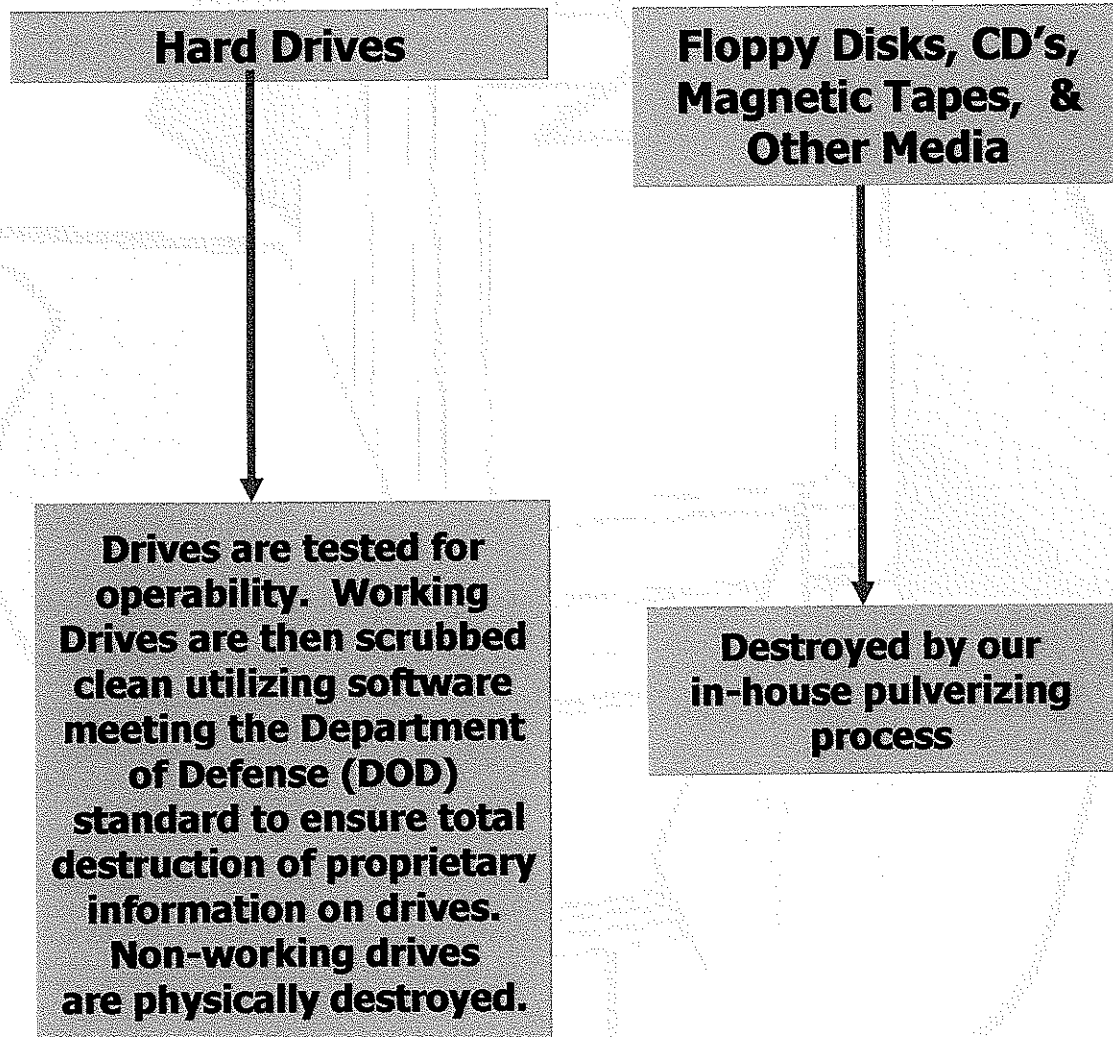 Hard Drives
Floppy Disks, CD's,
Magnetic Tapes, &
Other Media
Drives are tested for
operability. Working
Drives are then scrubbed
clean utilizing software
meeting the Department
of Defense (DOD)
standard to ensure total
destruction of proprietary
information on drives.
Non-working drives
are physically destroyed.
Destroyed by our
in-house pulverizing
process